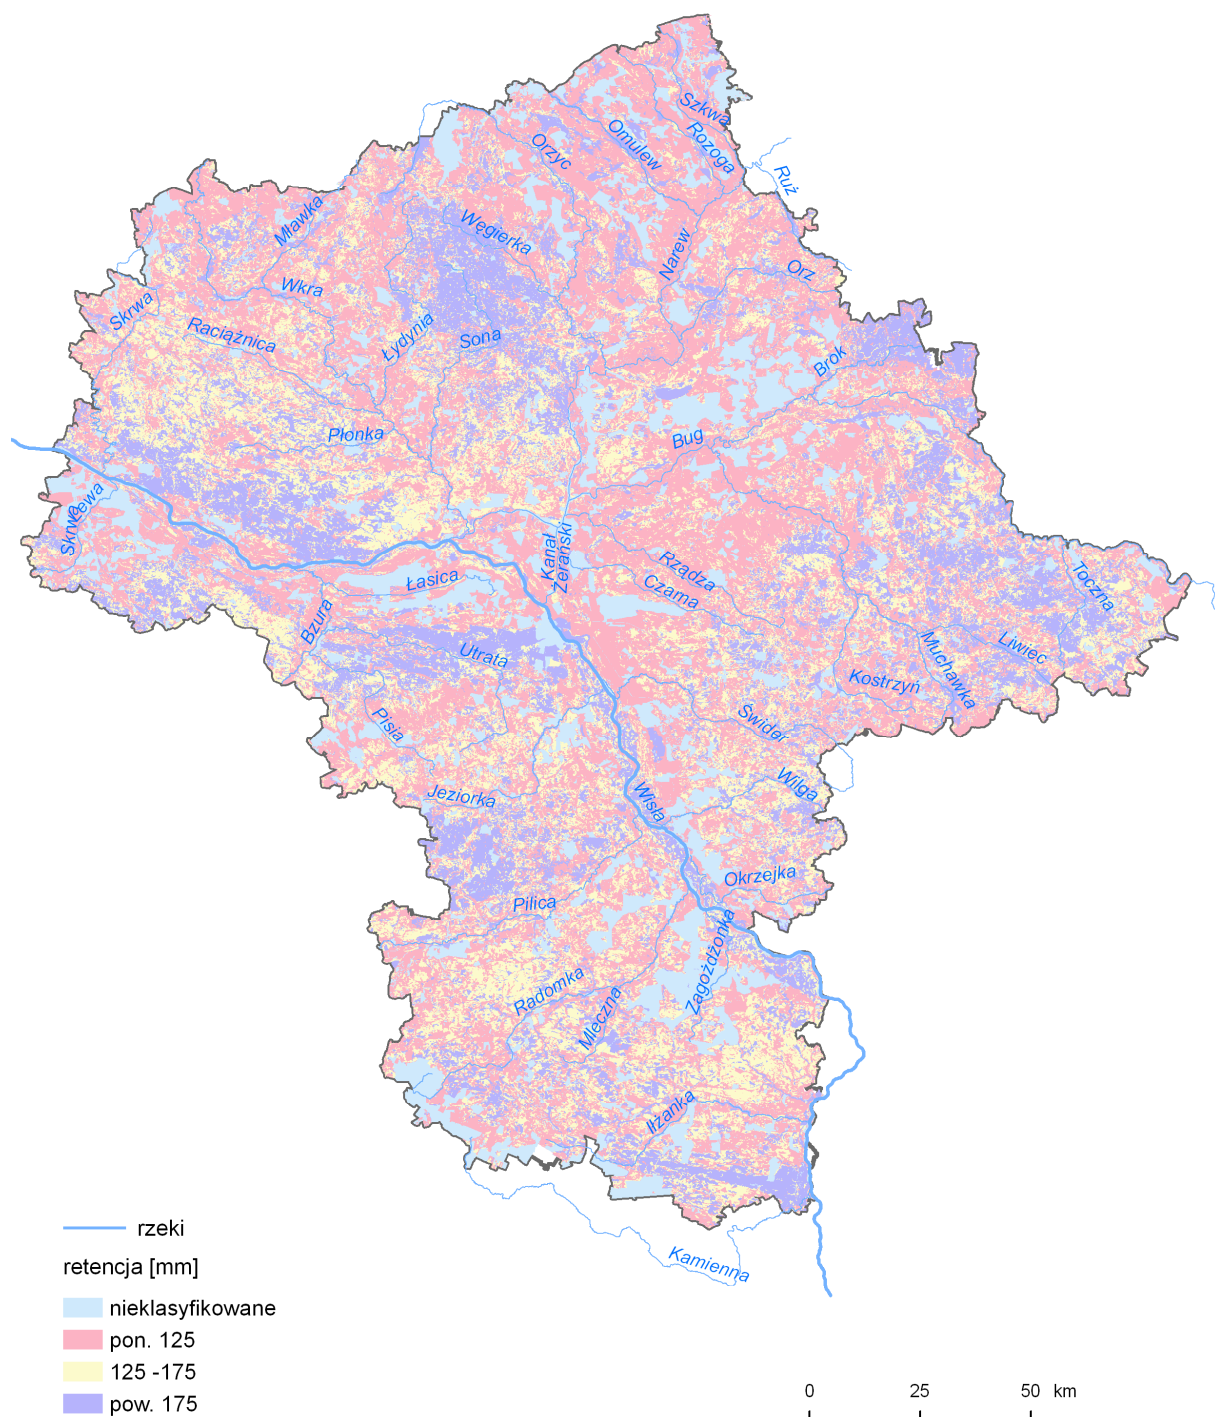 Szkwa
Rozoga
Omulew
Orzyc
Ruż
Mławka
Węgierka
Narew
Orz
Wkra
Skrwa
Raciążnica
Łydynia
Sona
Brok
Płonka
Bug
Skrwa
Lewa
Kanał
Żerański
Rządza
Czarna
Łasica
Toczna
Bzura
Utrata
Muchawka
Liwiec
Kostrzyń
Pisia
Świder
Jeziorka
Wisła
Wilga
Okrzejka
Pilica
Zagożdżonka
Radomka
Mleczna
Iłżanka
Kamienna
rzeki
retencja [mm]
nieklasyfikowane
pon. 125
125 -175
pow. 175
0 25 50 km